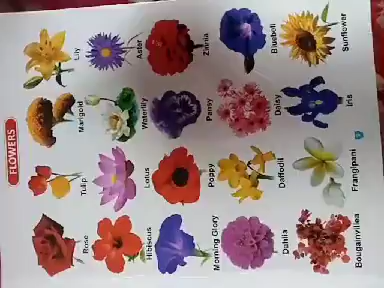 FLOWERS
Rose Tulip Marigold Lily
Hibiscus Lotus Waterlily Aster
Morning Glory Poppy Pansy Zinnia
Dahlia Daffodil Daisy Bluebell
Bougainvillea Frangipani Iris Sunflower